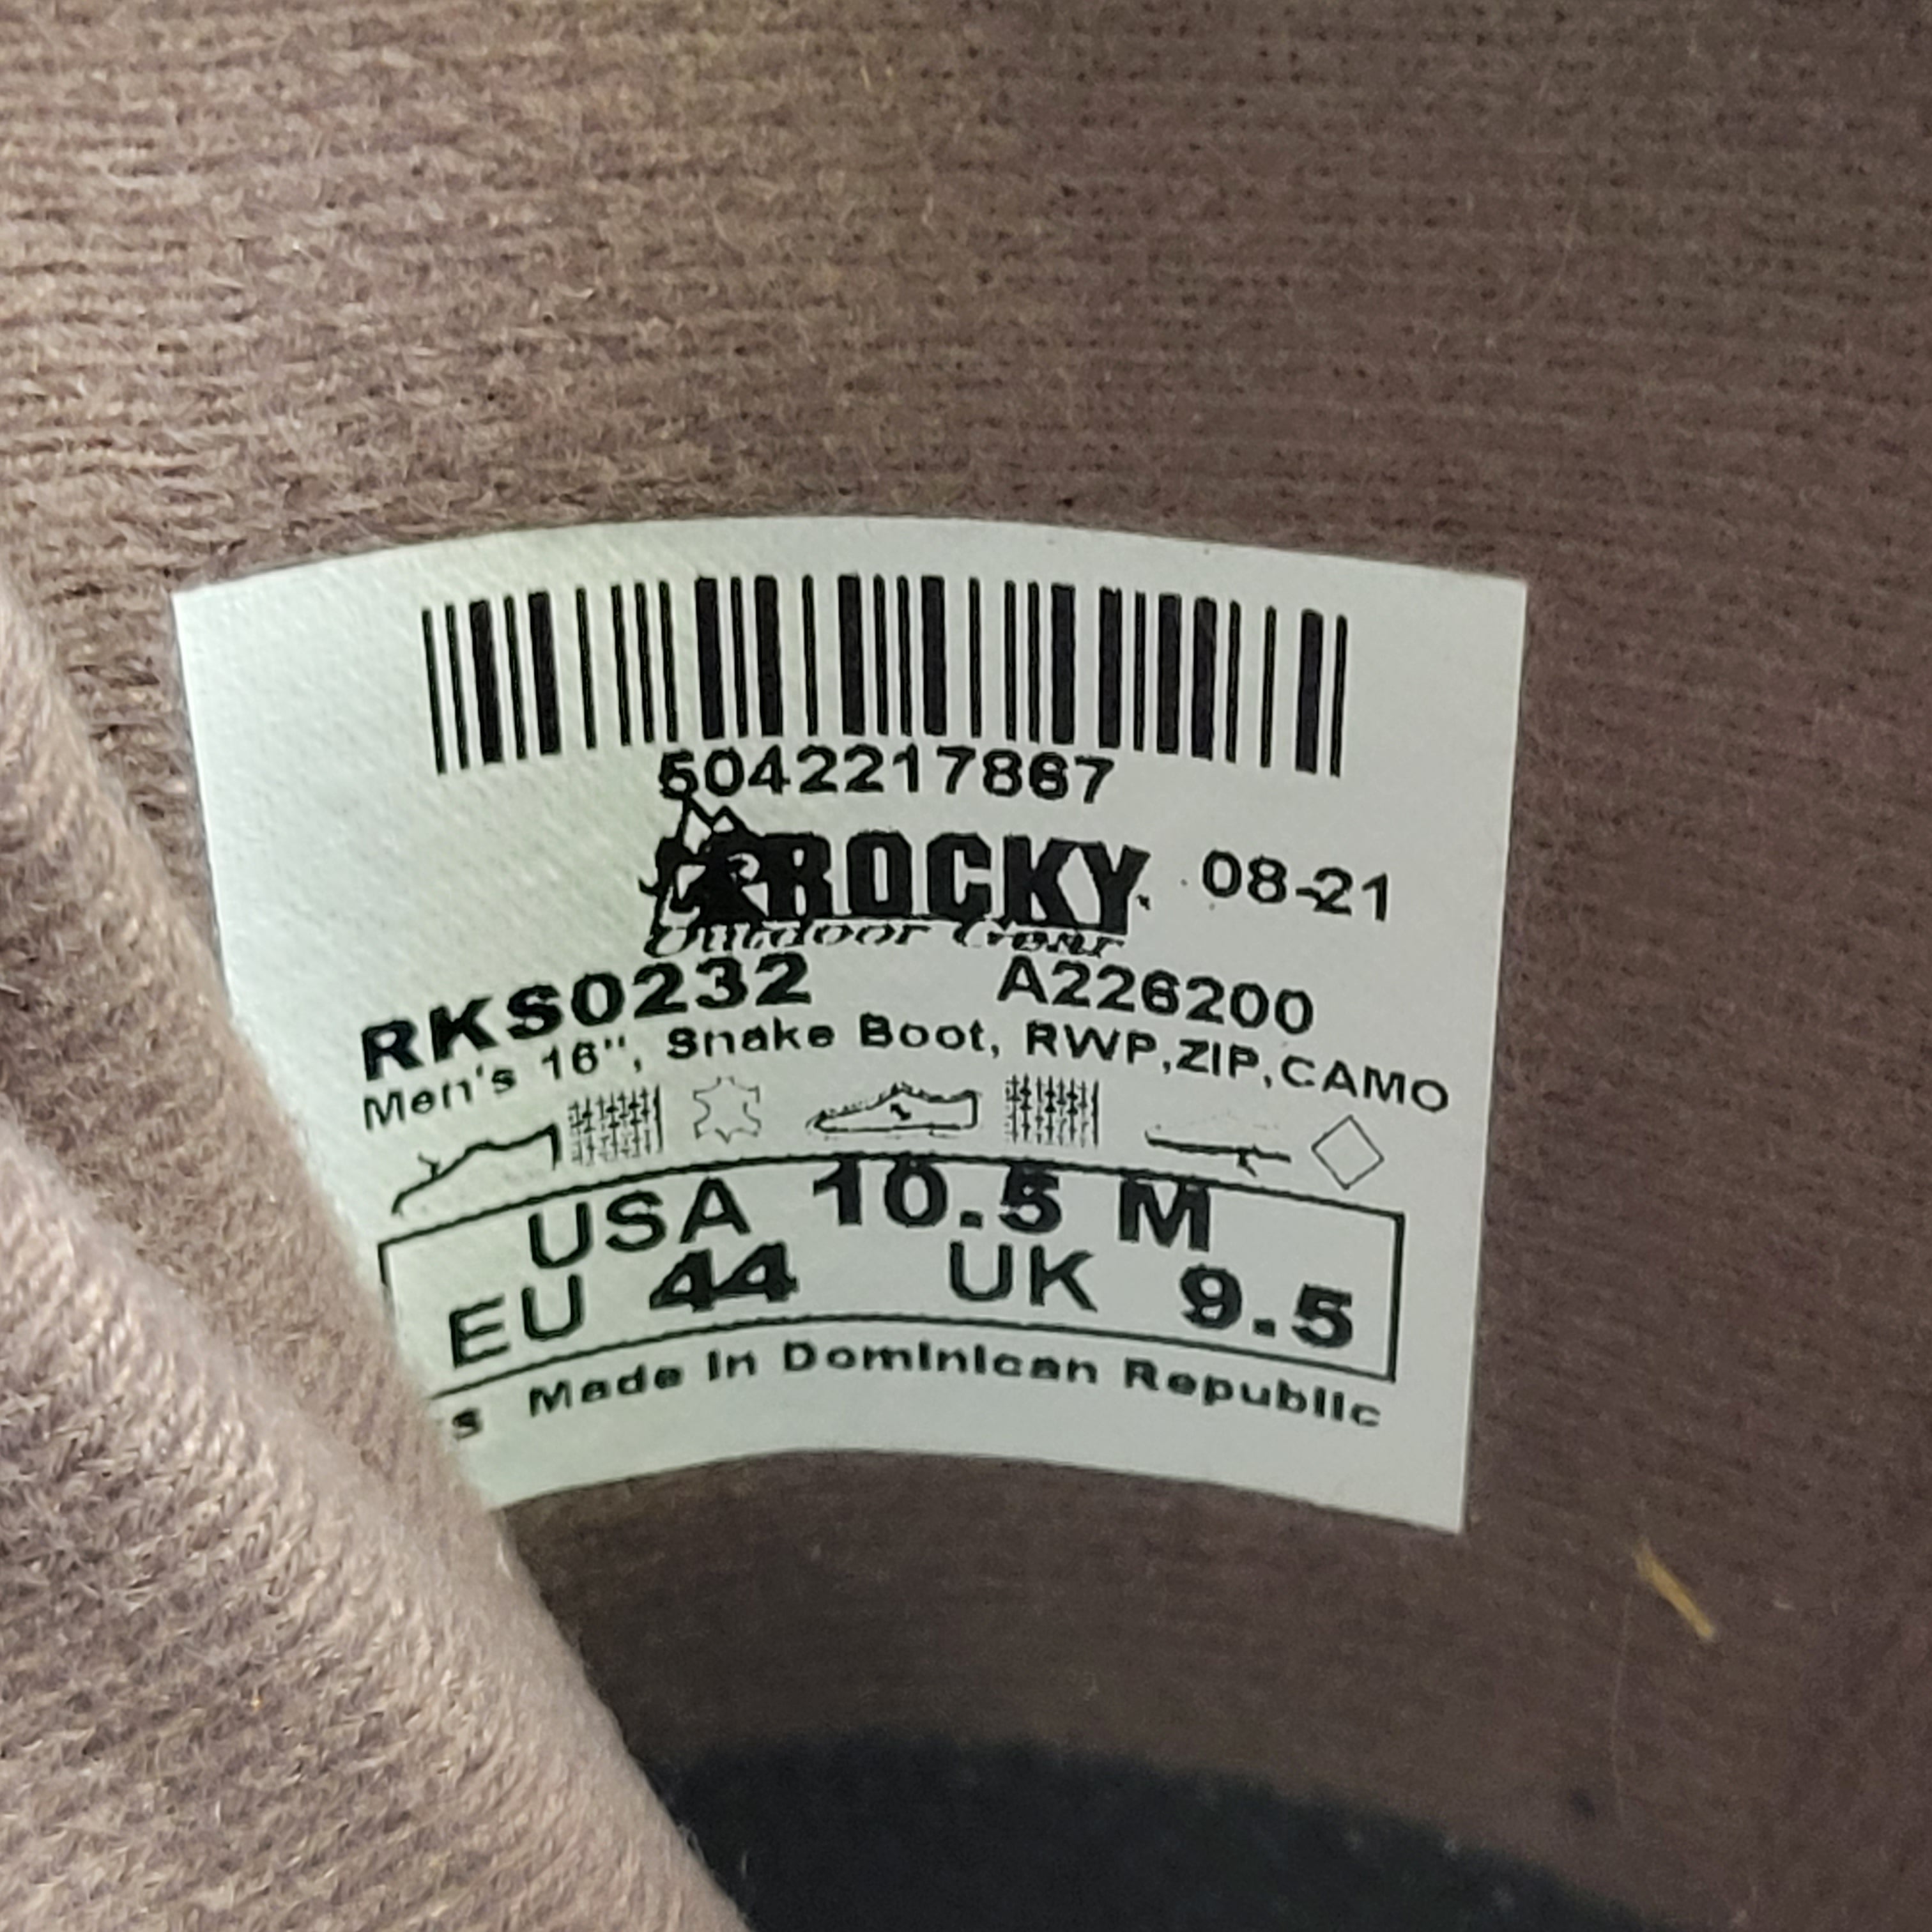 5042217867
ROCKY 08-21
Outdoor Gear
RKS0232 A226200
Men's 16", Snake Boot, RWP,ZIP,CAMO
USA 10.5 M
EU 44 UK 9.5
s Made In Dominican Republic